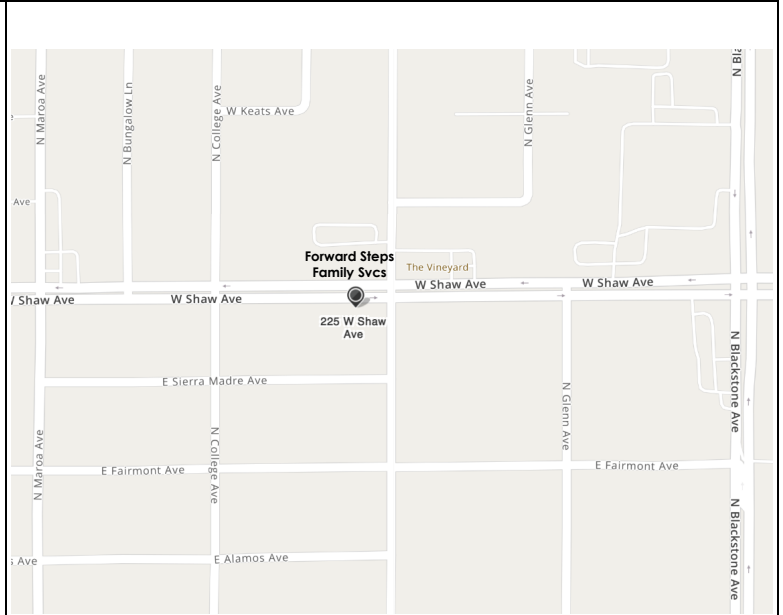 N Maroa Ave
N Bungalow Ln
N College Ave
W Keats Ave
N Glenn Ave
N Bla
Ave
Forward Steps
Family Svcs
The Vineyard
W Shaw Ave
W Shaw Ave
W Shaw Ave
W Shaw Ave
225 W Shaw
Ave
E Sierra Madre Ave
N Glenn Ave
N Blackstone Ave
N Maroa Ave
E Fairmont Ave
N College Ave
E Fairmont Ave
s Ave
E Alamos Ave
N Blackstone Ave